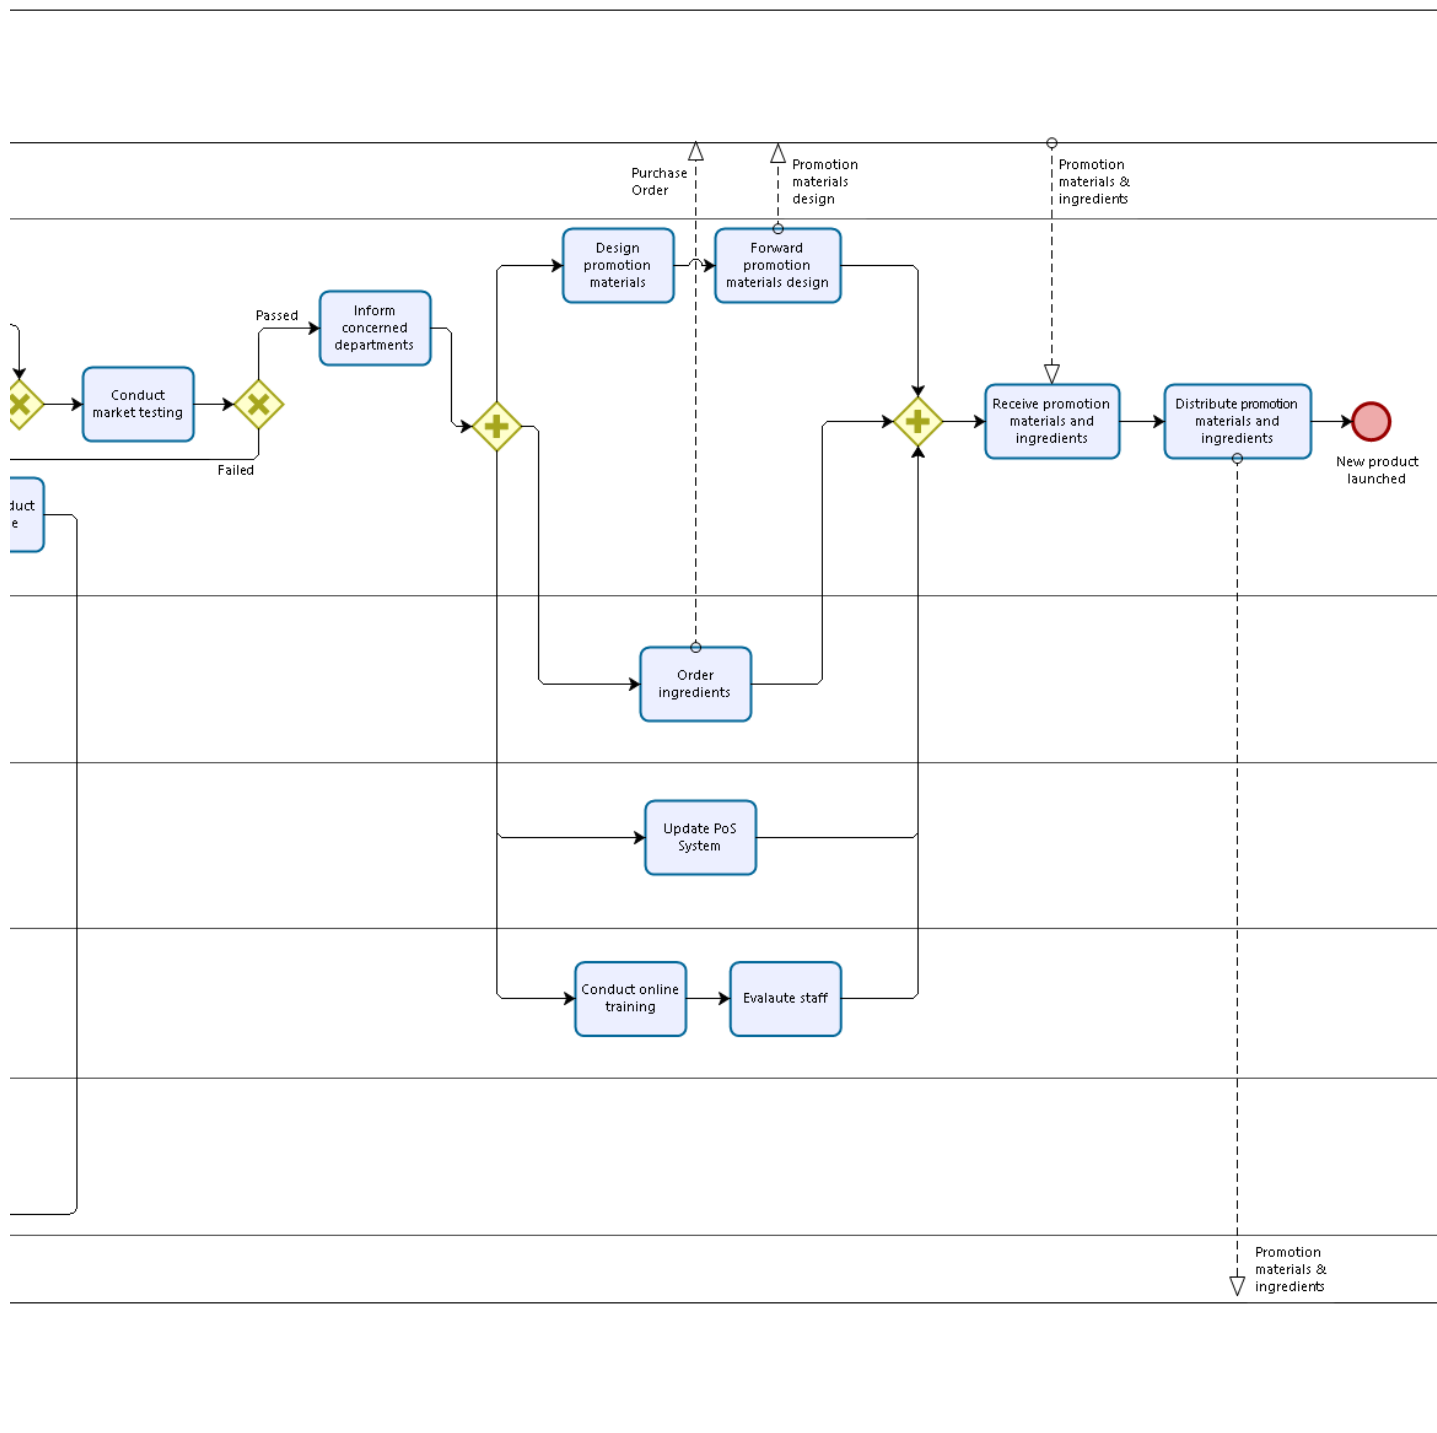 Purchase
Order
Promotion
materials
design
Promotion
materials &
ingredients
Design
promotion
materials
Forward
promotion
materials design
Passed
Inform
concerned
departments
Conduct
market testing
Failed
Receive promotion
materials and
ingredients
Distribute promotion
materials and
ingredients
New product
launched
duct
e
Order
ingredients
Update PoS
System
Conduct online
training
Evalaute staff
Promotion
materials &
ingredients